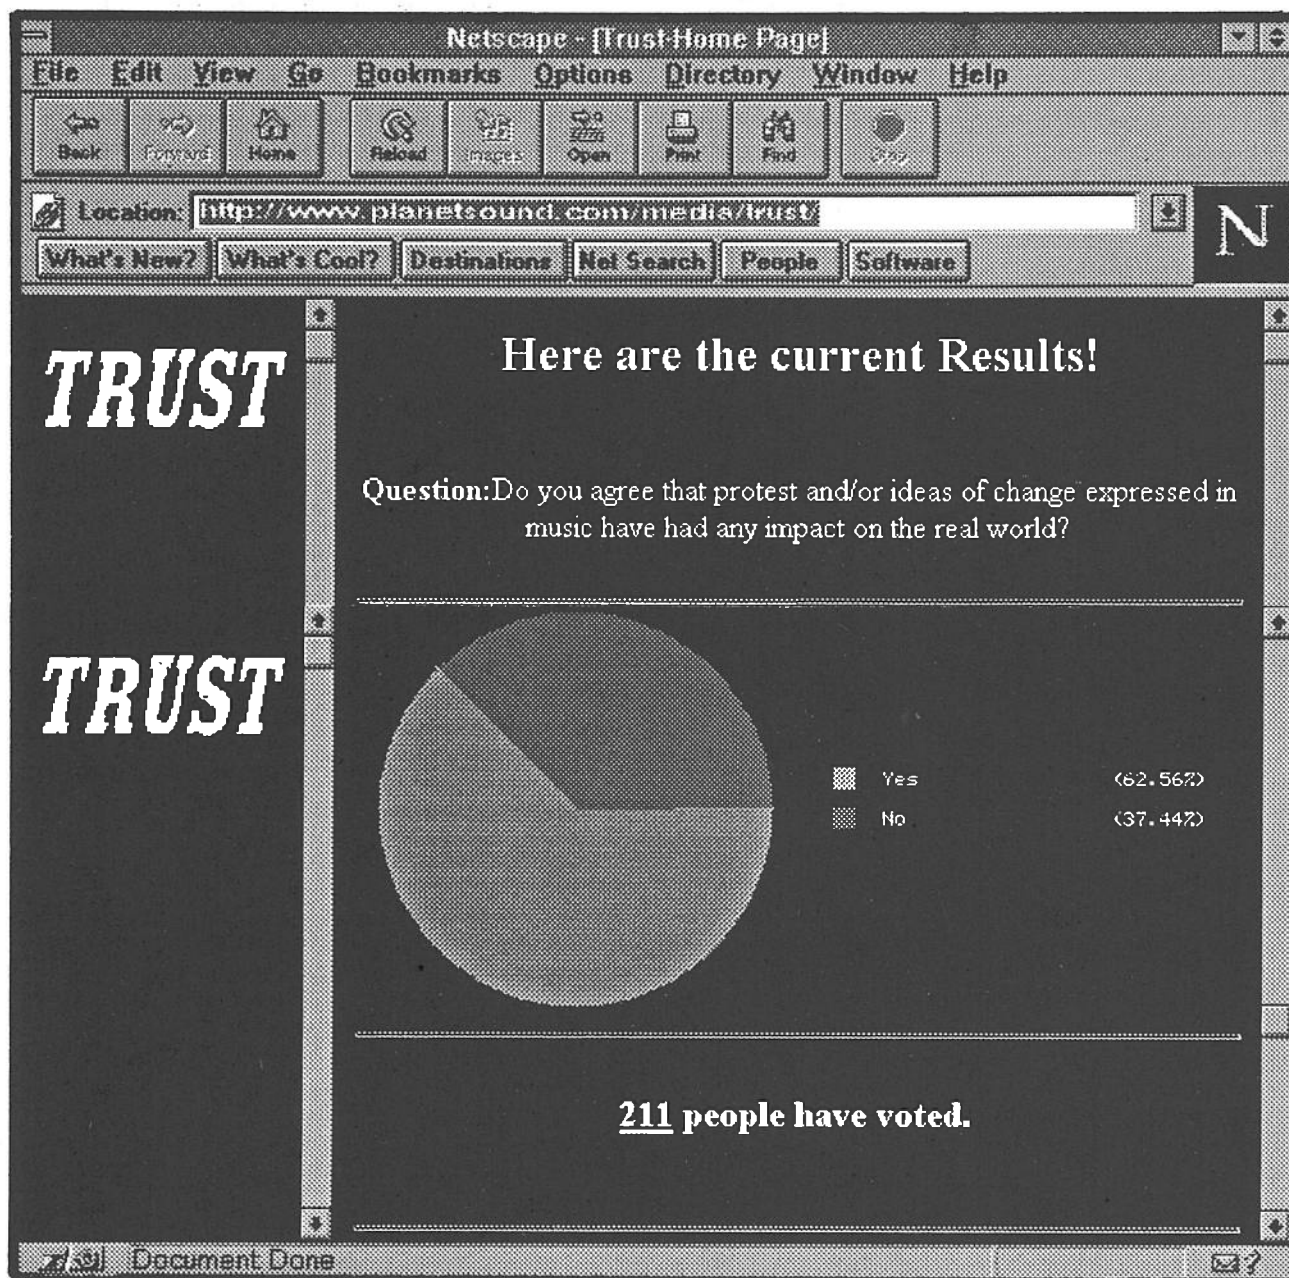 Netscape - [Trust-Home Page]
File Edit View Go Bookmarks Options Directory Window Help
Back Forward Home Reload Images Open Print Find Stop
Location: http://www.planetsound.com/media/trust/
N
What's New? What's Cool? Destinations Net Search People Software
TRUST
Here are the current Results!
Question:Do you agree that protest and/or ideas of change expressed in
music have had any impact on the real world?
TRUST
Yes (62.56%)
No (37.44%)
211 people have voted.
Document: Done
?